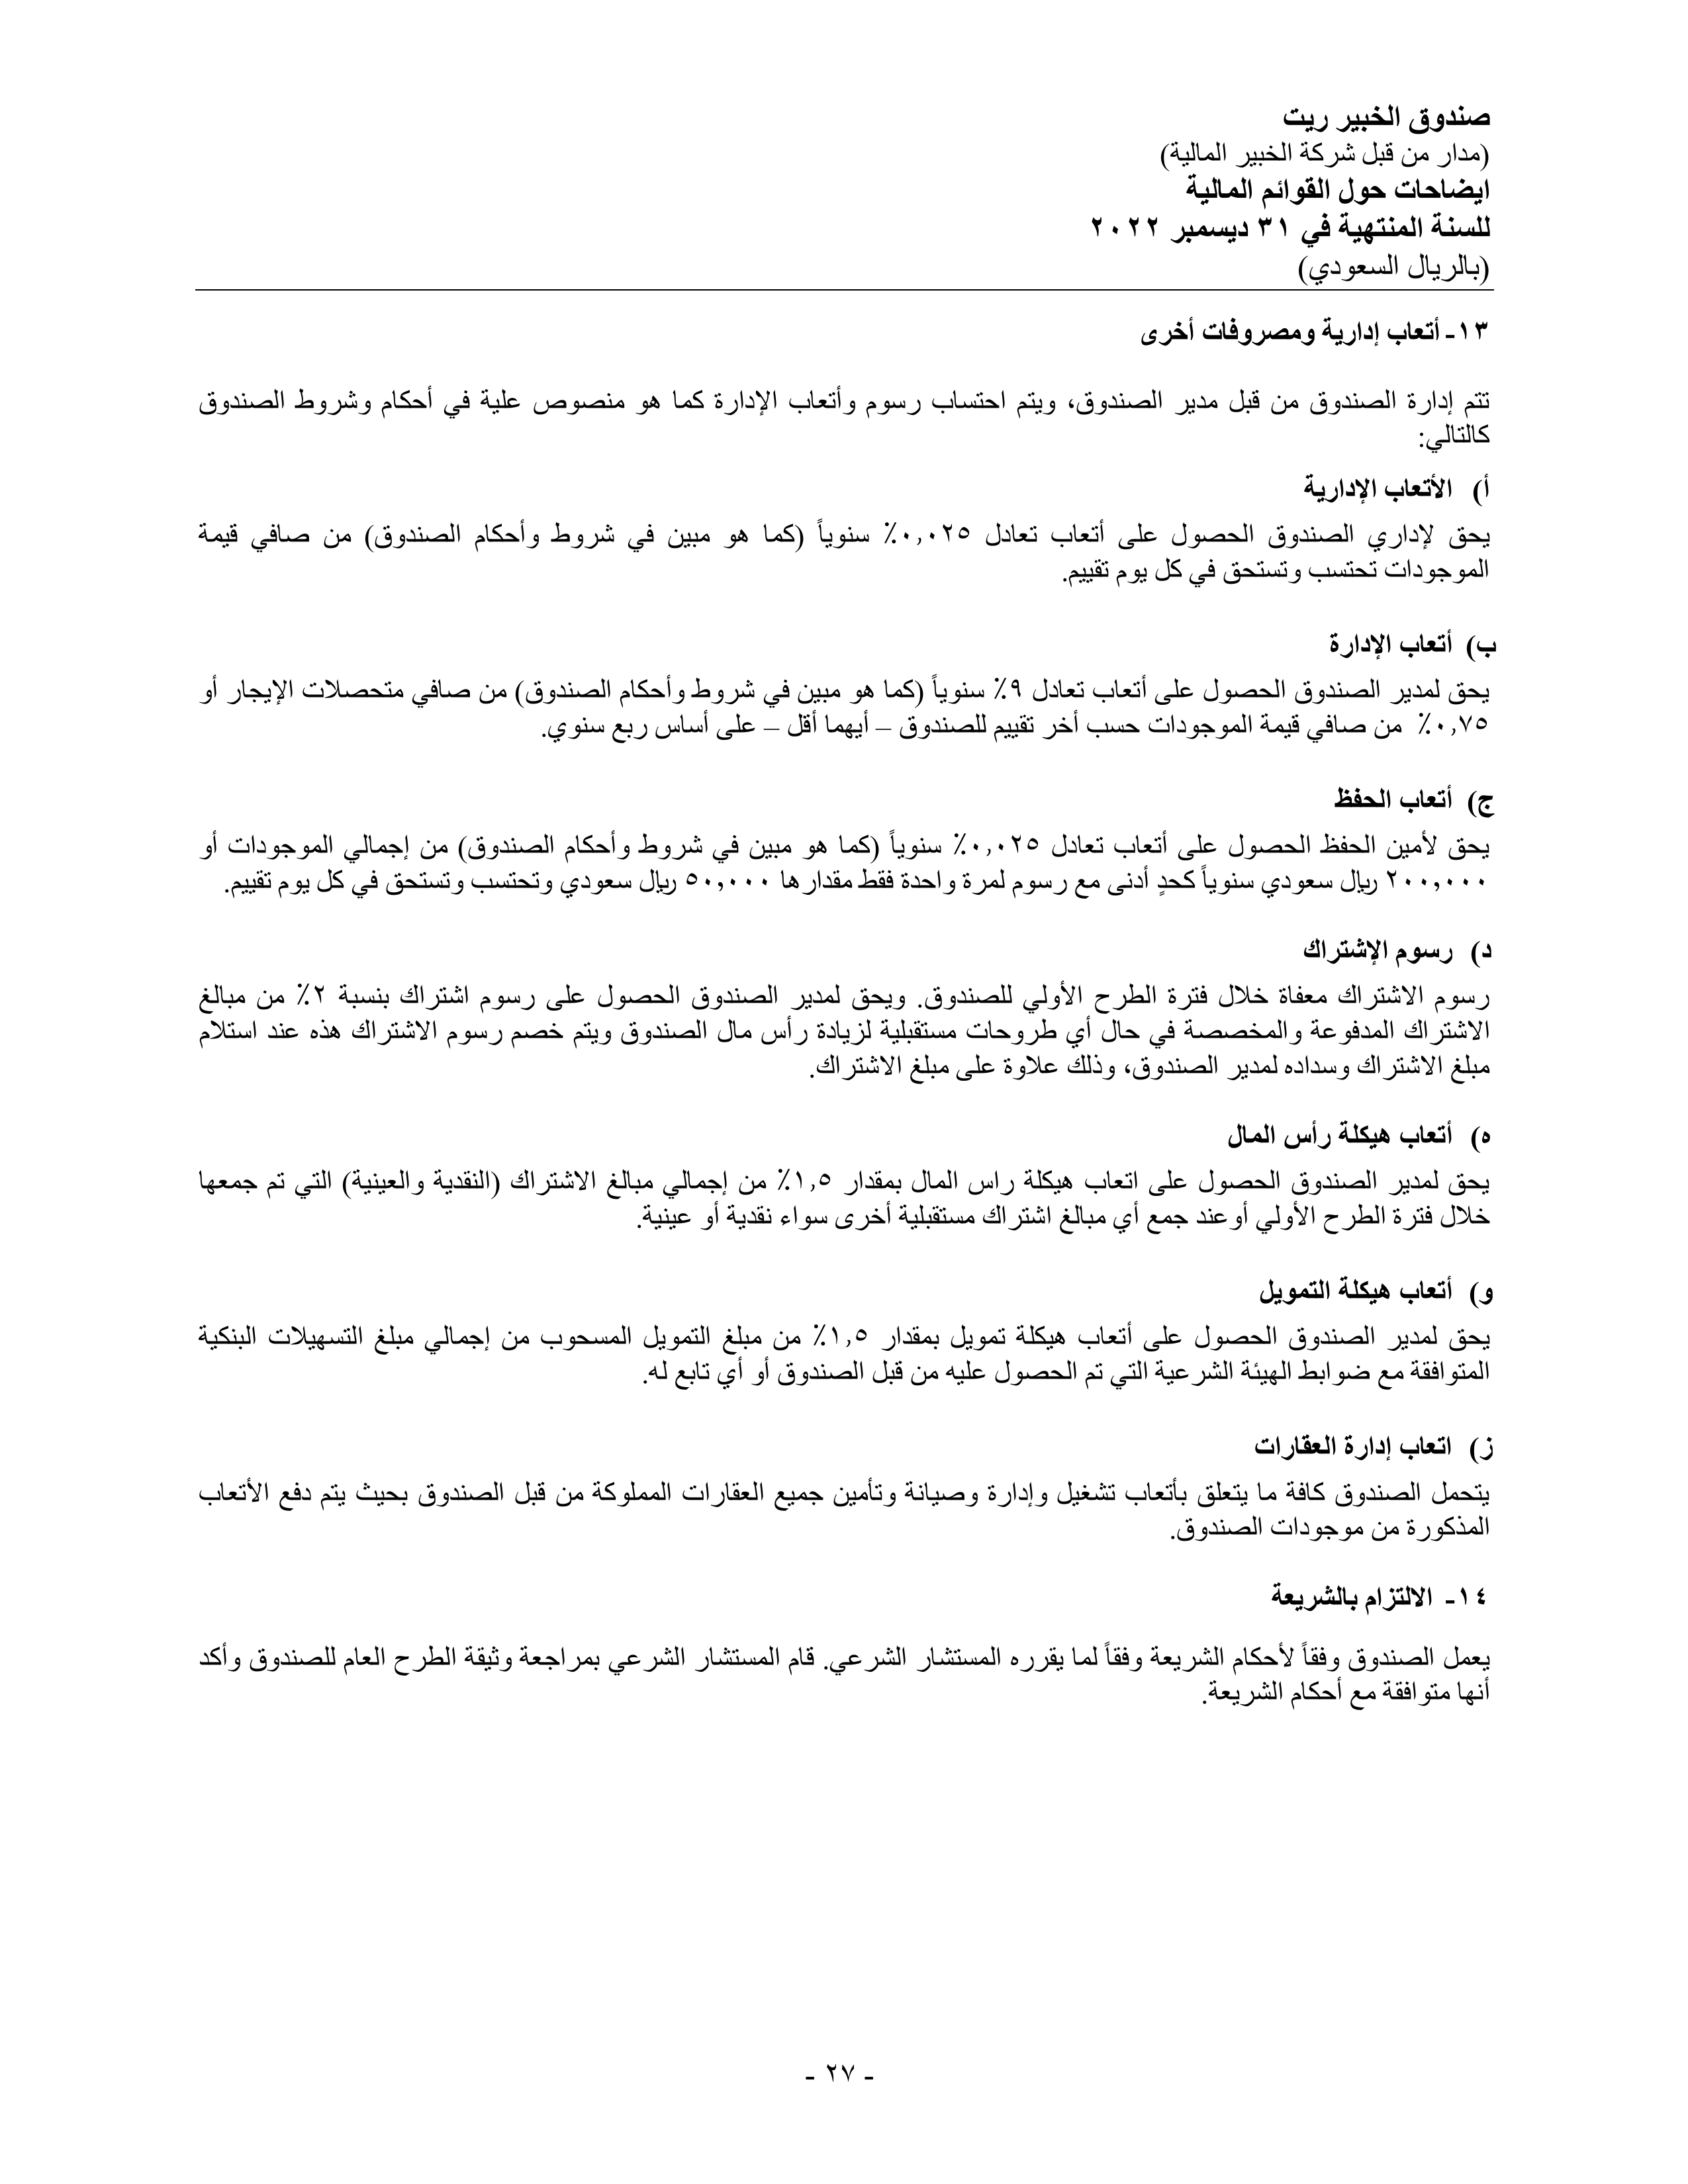 صندوق الخبير ريت
(مدار من قبل شركة الخبير المالية)
ايضاحات حول القوائم المالية
للسنة المنتهية في ٣١ ديسمبر ٢٠٢٢
(بالريال السعودي)
١٣- أتعاب إدارية ومصروفات أخرى
تتم إدارة الصندوق من قبل مدير الصندوق، ويتم احتساب رسوم وأتعاب الإدارة كما هو منصوص علية في أحكام وشروط الصندوق
كالتالي:
أ) الأتعاب الإدارية
يحق لإداري الصندوق الحصول على أتعاب تعادل ٠,٠٢٥٪ سنوياً (كما هو مبين في شروط وأحكام الصندوق) من صافي قيمة
الموجودات تحتسب وتستحق في كل يوم تقييم.
ب) أتعاب الإدارة
يحق لمدير الصندوق الحصول على أتعاب تعادل ٩٪ سنوياً (كما هو مبين في شروط وأحكام الصندوق) من صافي متحصلات الإيجار أو
٠,٧٥٪ من صافي قيمة الموجودات حسب أخر تقييم للصندوق – أيهما أقل – على أساس ربع سنوي.
ج) أتعاب الحفظ
يحق لأمين الحفظ الحصول على أتعاب تعادل ٠,٠٢٥٪ سنوياً (كما هو مبين في شروط وأحكام الصندوق) من إجمالي الموجودات أو
٢٠٠,٠٠٠ ريال سعودي سنوياً كحدٍ أدنى مع رسوم لمرة واحدة فقط مقدارها ٥٠,٠٠٠ ريال سعودي وتحتسب وتستحق في كل يوم تقييم.
د) رسوم الإشتراك
رسوم الاشتراك معفاة خلال فترة الطرح الأولي للصندوق. ويحق لمدير الصندوق الحصول على رسوم اشتراك بنسبة ٢٪ من مبالغ
الاشتراك المدفوعة والمخصصة في حال أي طروحات مستقبلية لزيادة رأس مال الصندوق ويتم خصم رسوم الاشتراك هذه عند استلام
مبلغ الاشتراك وسداده لمدير الصندوق، وذلك علاوة على مبلغ الاشتراك.
ه) أتعاب هيكلة رأس المال
يحق لمدير الصندوق الحصول على اتعاب هيكلة راس المال بمقدار ١,٥٪ من إجمالي مبالغ الاشتراك (النقدية والعينية) التي تم جمعها
خلال فترة الطرح الأولي أوعند جمع أي مبالغ اشتراك مستقبلية أخرى سواء نقدية أو عينية.
و) أتعاب هيكلة التمويل
يحق لمدير الصندوق الحصول على أتعاب هيكلة تمويل بمقدار ١,٥٪ من مبلغ التمويل المسحوب من إجمالي مبلغ التسهيلات البنكية
المتوافقة مع ضوابط الهيئة الشرعية التي تم الحصول عليه من قبل الصندوق أو أي تابع له.
ز) اتعاب إدارة العقارات
يتحمل الصندوق كافة ما يتعلق بأتعاب تشغيل وإدارة وصيانة وتأمين جميع العقارات المملوكة من قبل الصندوق بحيث يتم دفع الأتعاب
المذكورة من موجودات الصندوق.
١٤- الالتزام بالشريعة
يعمل الصندوق وفقاً لأحكام الشريعة وفقاً لما يقرره المستشار الشرعي. قام المستشار الشرعي بمراجعة وثيقة الطرح العام للصندوق وأكد
أنها متوافقة مع أحكام الشريعة.
- ٢٧ -